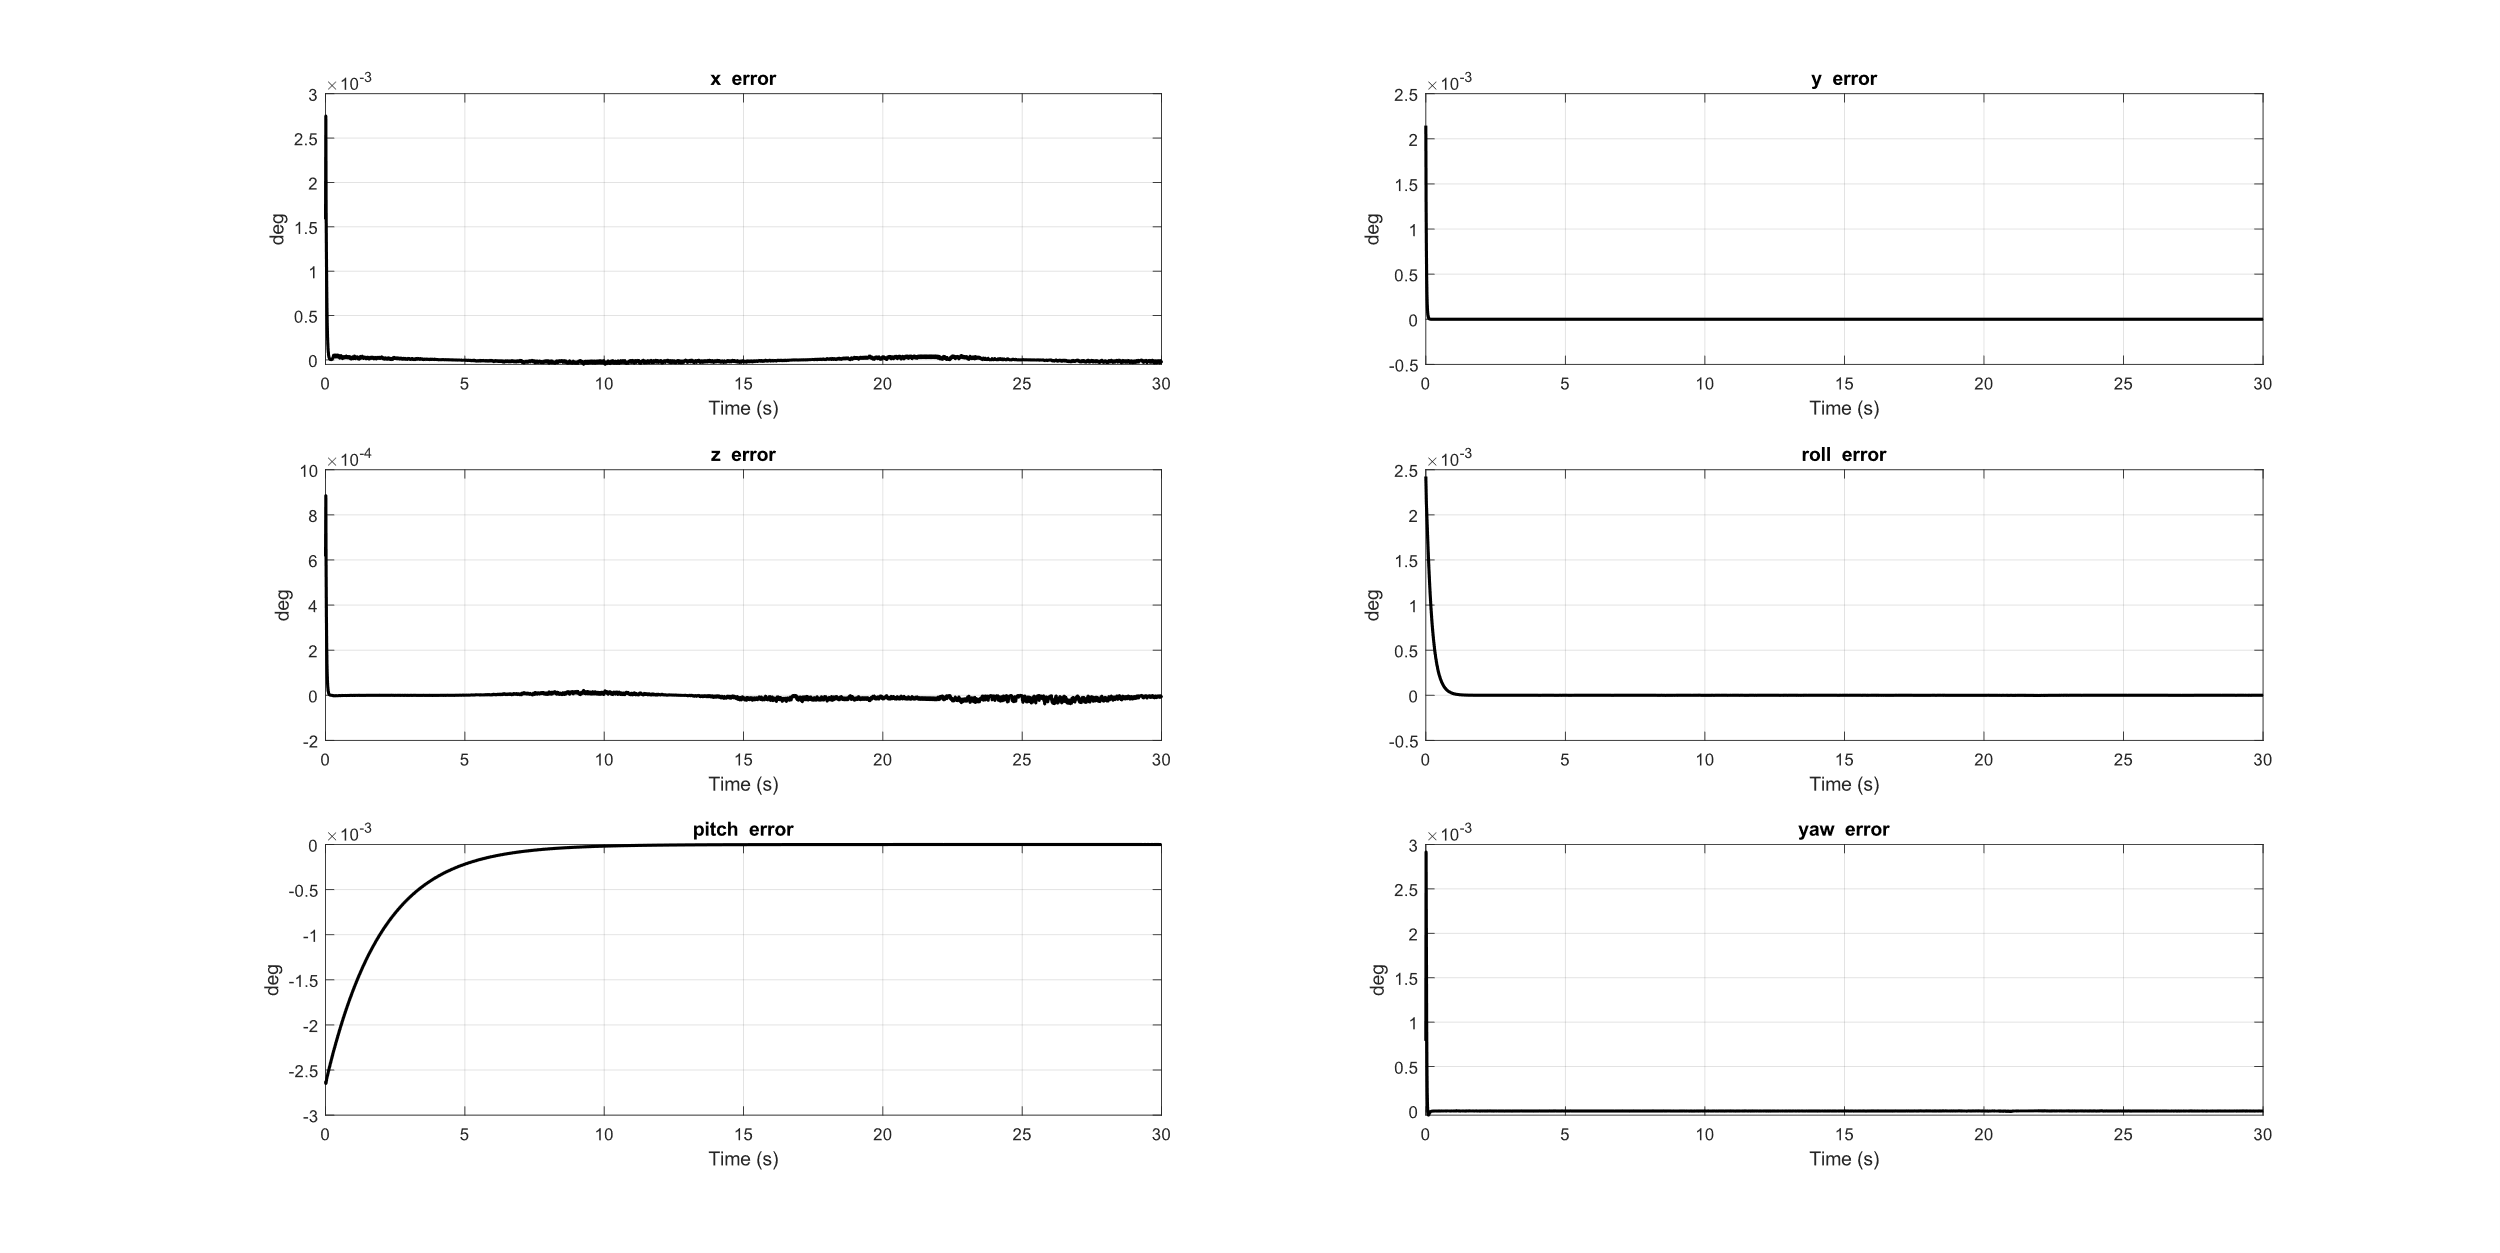 x error
×10-3
3
2.5
2
1.5
1
0.5
0
deg
0 5 10 15 20 25 30
Time (s)
y error
×10-3
2.5
2
1.5
1
0.5
0
-0.5
deg
0 5 10 15 20 25 30
Time (s)
z error
×10-4
10
8
6
4
2
0
-2
deg
0 5 10 15 20 25 30
Time (s)
roll error
×10-3
2.5
2
1.5
1
0.5
0
-0.5
deg
0 5 10 15 20 25 30
Time (s)
pitch error
×10-3
0
-0.5
-1
-1.5
-2
-2.5
-3
deg
0 5 10 15 20 25 30
Time (s)
yaw error
×10-3
3
2.5
2
1.5
1
0.5
0
deg
0 5 10 15 20 25 30
Time (s)